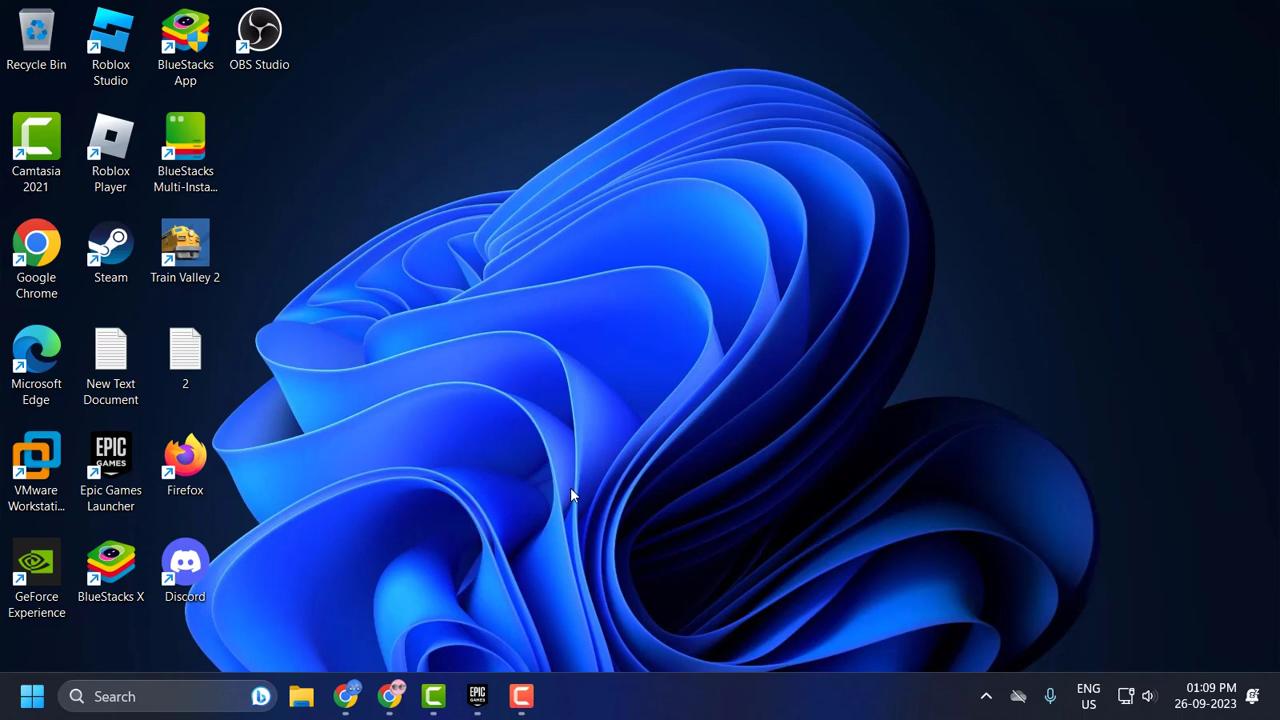 Recycle Bin
Roblox
Studio
BlueStacks
App
OBS Studio
Camtasia
2021
Roblox
Player
BlueStacks
Multi-Insta...
Google
Chrome
Steam
Train Valley 2
Microsoft
Edge
New Text
Document
2
VMware
Workstati...
EPIC
GAMES
Epic Games
Launcher
Firefox
GeForce
Experience
BlueStacks X
Discord
Search
EPIC
GAMES
ENG
US
01:09 PM
26-09-2023